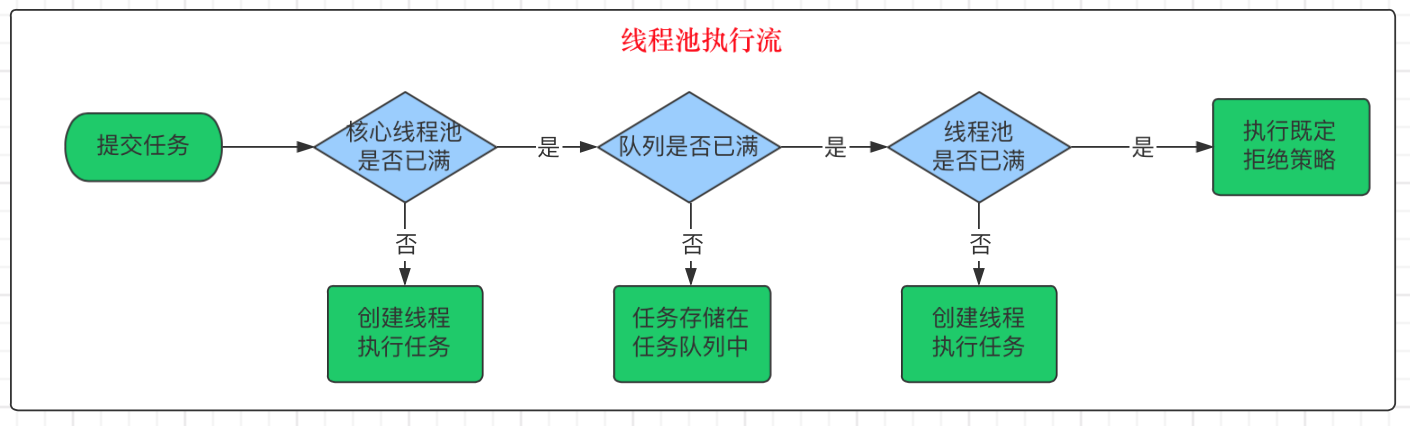 线程池执行流
提交任务
核心线程池
是否已满
是
队列是否已满
是
线程池
是否已满
是
执行既定
拒绝策略
否
否
否
创建线程
执行任务
任务存储在
任务队列中
创建线程
执行任务